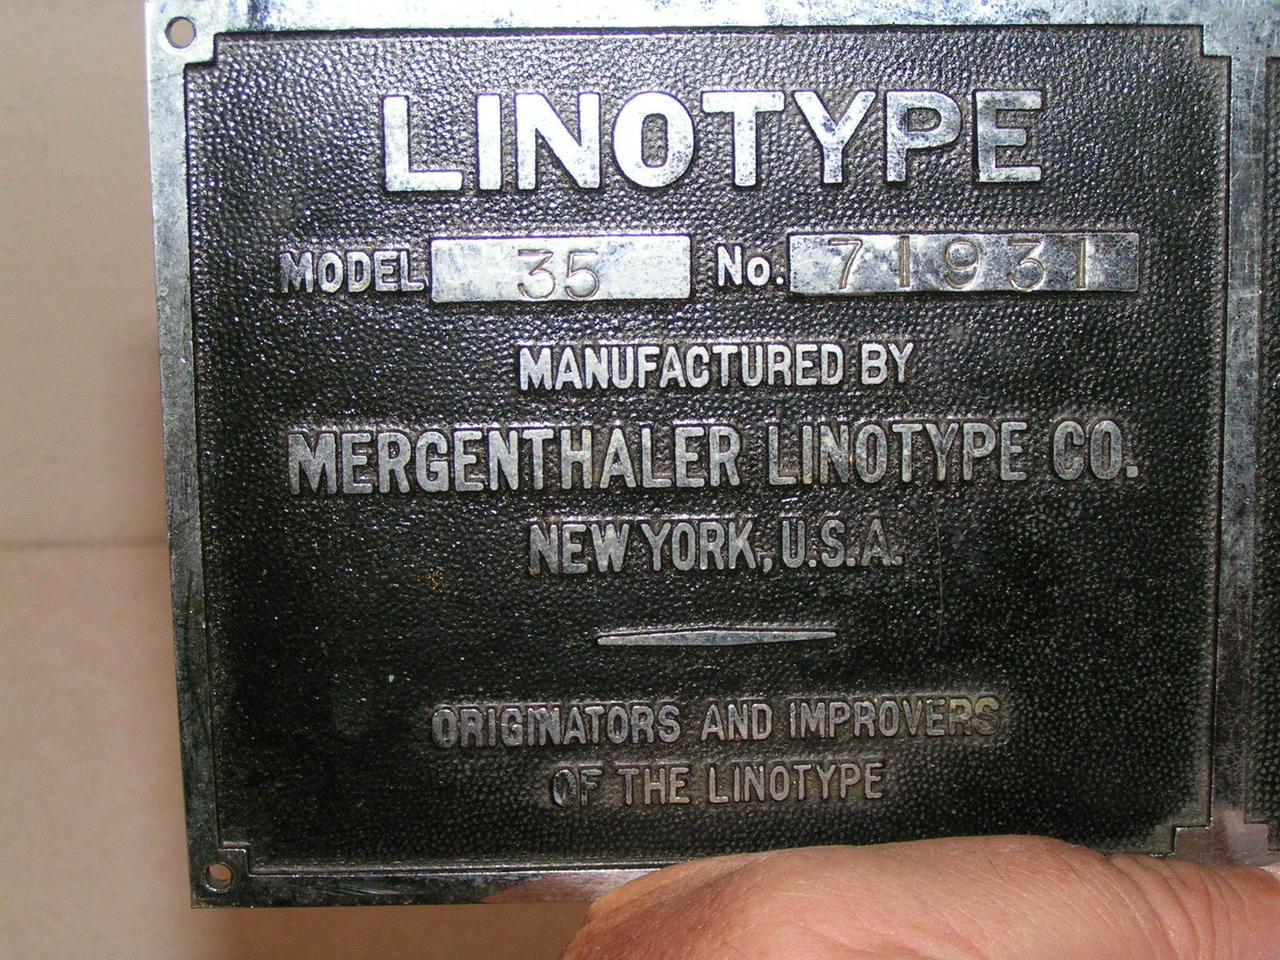 LINOTYPE
MODEL 35 No. 71931
MANUFACTURED BY
MERGENTHALER LINOTYPE CO.
NEW YORK, U.S.A.
ORIGINATORS AND IMPROVERS
OF THE LINOTYPE